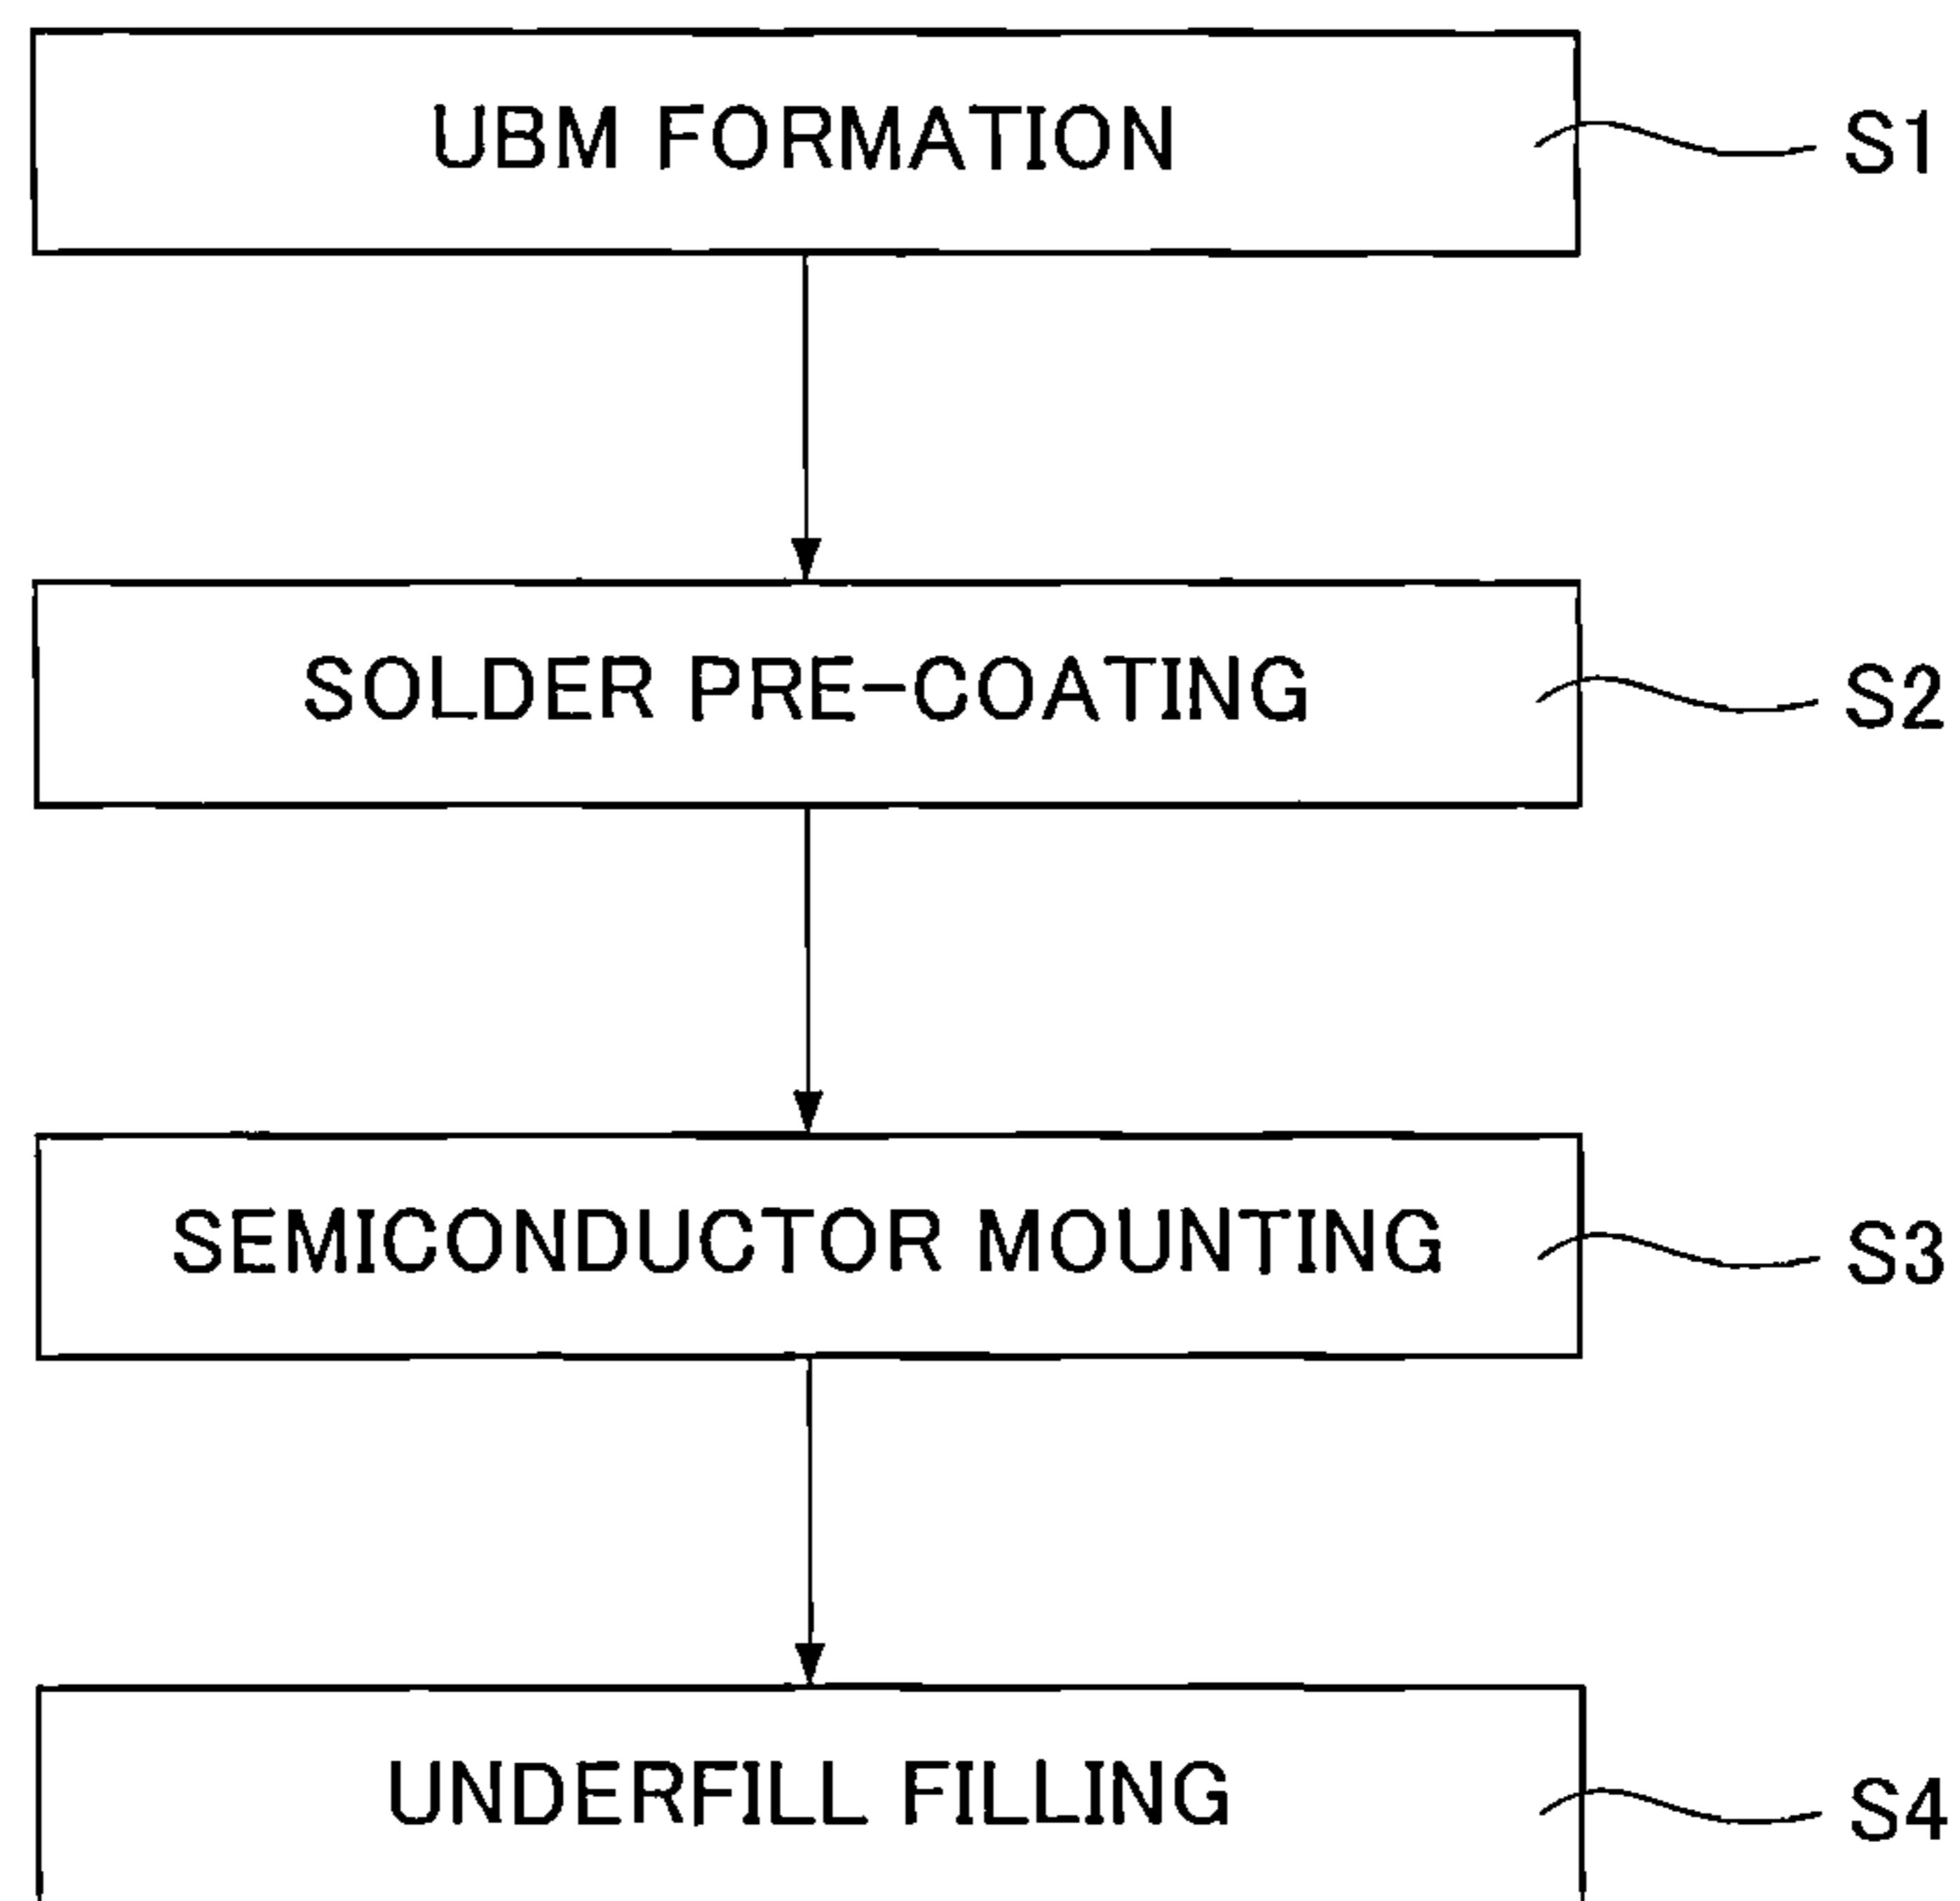 UBM FORMATION
S1
SOLDER PRE-COATING
S2
SEMICONDUCTOR MOUNTING
S3
UNDERFILL FILLING
S4